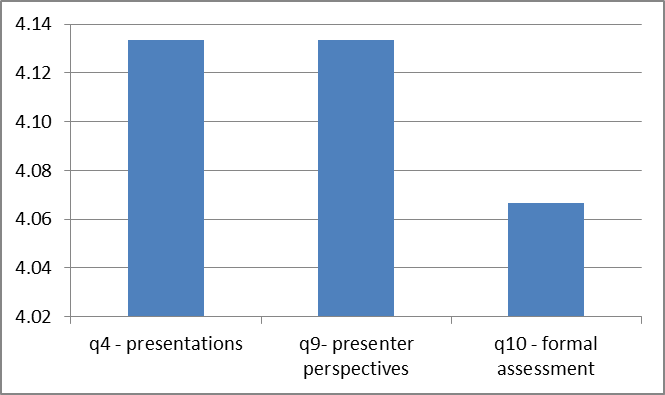 4.14
4.12
4.10
4.08
4.06
4.04
4.02
q4 - presentations
q9- presenter
perspectives
q10 - formal
assessment